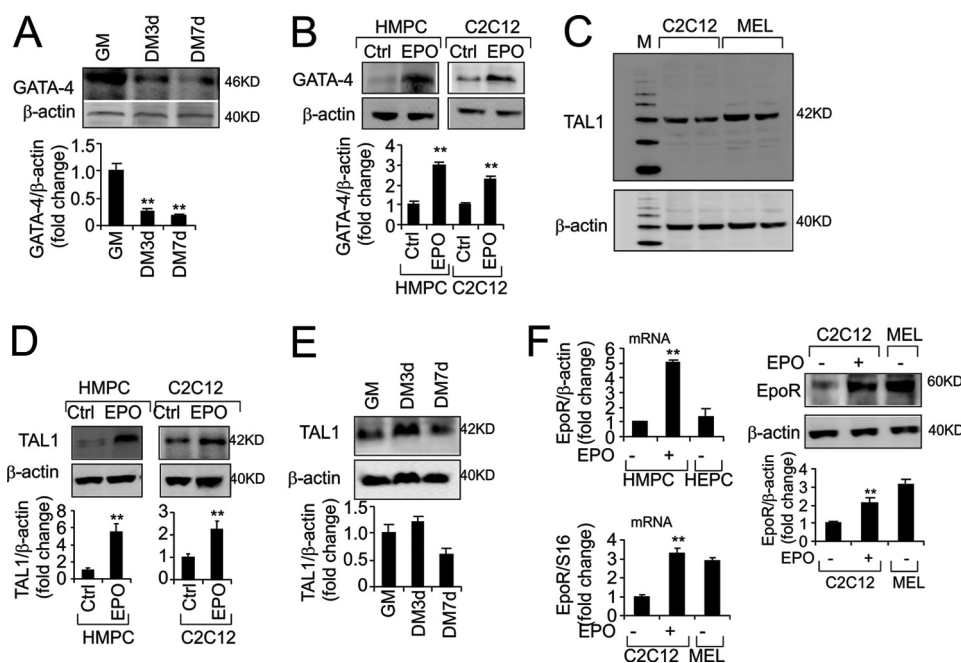 A
GM
DM3d
DM7d
GATA-4
46KD
β-actin
40KD
GATA-4/β-actin
(fold change)
1.5
1.0
0.5
0
**
**
GM
DM3d
DM7d
B
HMPC C2C12
Ctrl EPO Ctrl EPO
GATA-4
β-actin
GATA-4/β-actin
(fold change)
4
3
2
1
0
**
**
Ctrl
EPO
Ctrl
EPO
HMPC C2C12
C
C2C12 MEL
M
TAL1
42KD
β-actin
40KD
D
HMPC C2C12
Ctrl EPO Ctrl EPO
TAL1
42KD
β-actin
40KD
TAL1/β-actin
(fold change)
8
6
4
2
0
**
3
2
1
0
**
Ctrl
EPO
Ctrl
EPO
HMPC
C2C12
E
GM
DM3d
DM7d
TAL1
42KD
β-actin
40KD
TAL1/β-actin
(fold change)
1.5
1.0
0.5
0
GM
DM3d
DM7d
F
mRNA
EpoR/β-actin
(fold change)
6
5
4
3
2
1
0
**
EPO - + -
HMPC HEPC
mRNA
EpoR/S16
(fold change)
4
3
2
1
0
**
EPO - + -
C2C12 MEL
C2C12 MEL
EPO - + -
EpoR
60KD
β-actin
40KD
EpoR/β-actin
(fold change)
4
3
2
1
0
**
EPO - + -
C2C12 MEL